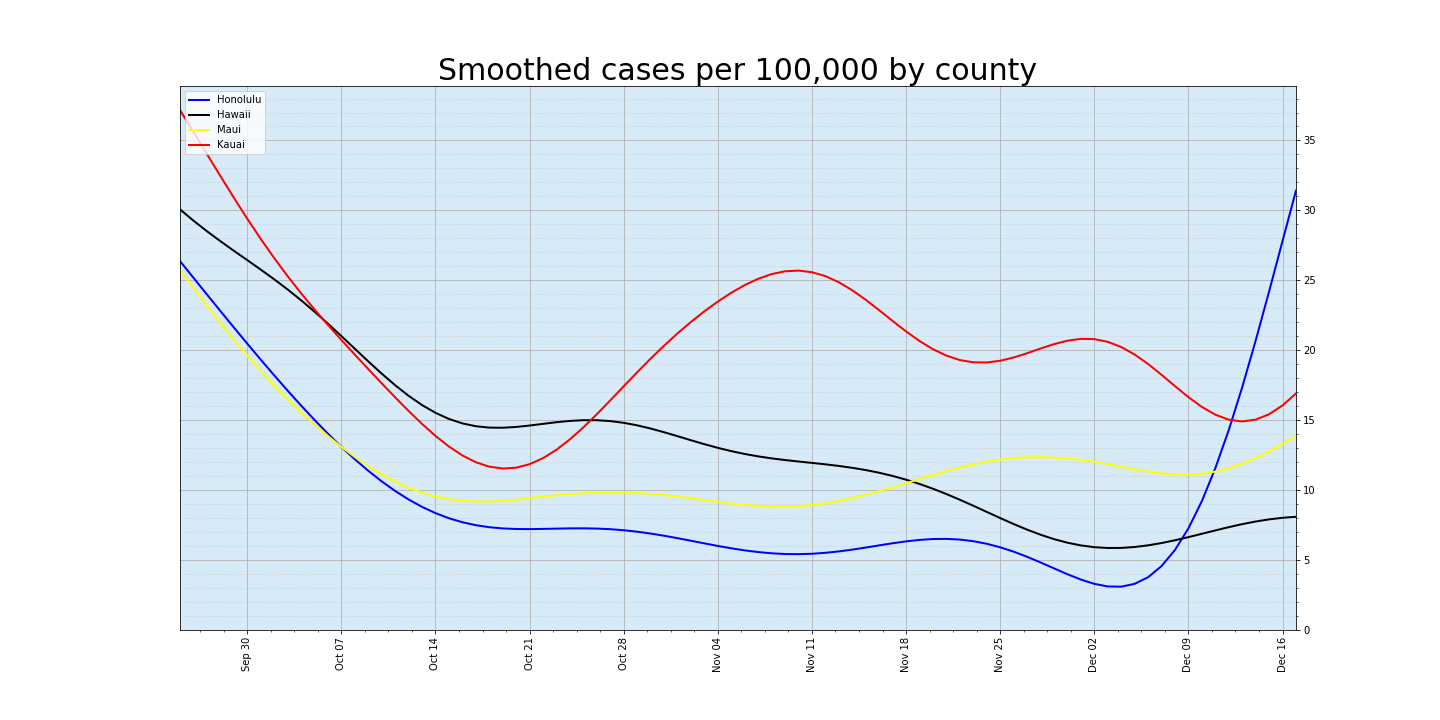 Smoothed cases per 100,000 by county
Honolulu
Hawaii
Maui
Kauai
35
30
25
20
15
10
5
0
Sep 30
Oct 07
Oct 14
Oct 21
Oct 28
Nov 04
Nov 11
Nov 18
Nov 25
Dec 02
Dec 09
Dec 16